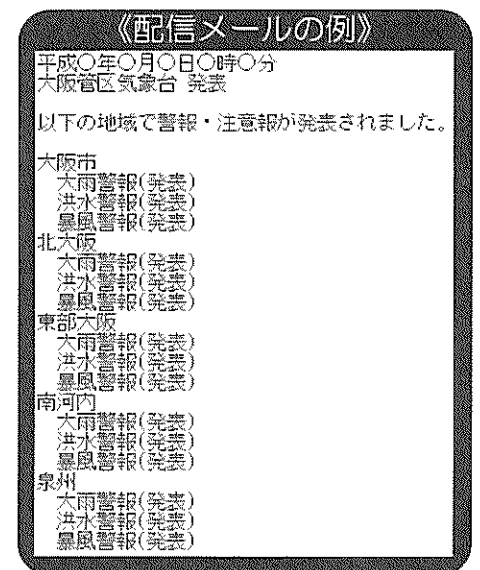 《配信メールの例》
平成〇年〇月〇日〇時〇分
大阪管区気象台 発表
以下の地域で警報・注意報が発表されました。
大阪市
大雨警報(発表)
洪水警報(発表)
暴風警報(発表)
北大阪
大雨警報(発表)
洪水警報(発表)
暴風警報(発表)
東部大阪
大雨警報(発表)
洪水警報(発表)
暴風警報(発表)
南河内
大雨警報(発表)
洪水警報(発表)
暴風警報(発表)
泉州
大雨警報(発表)
洪水警報(発表)
暴風警報(発表)